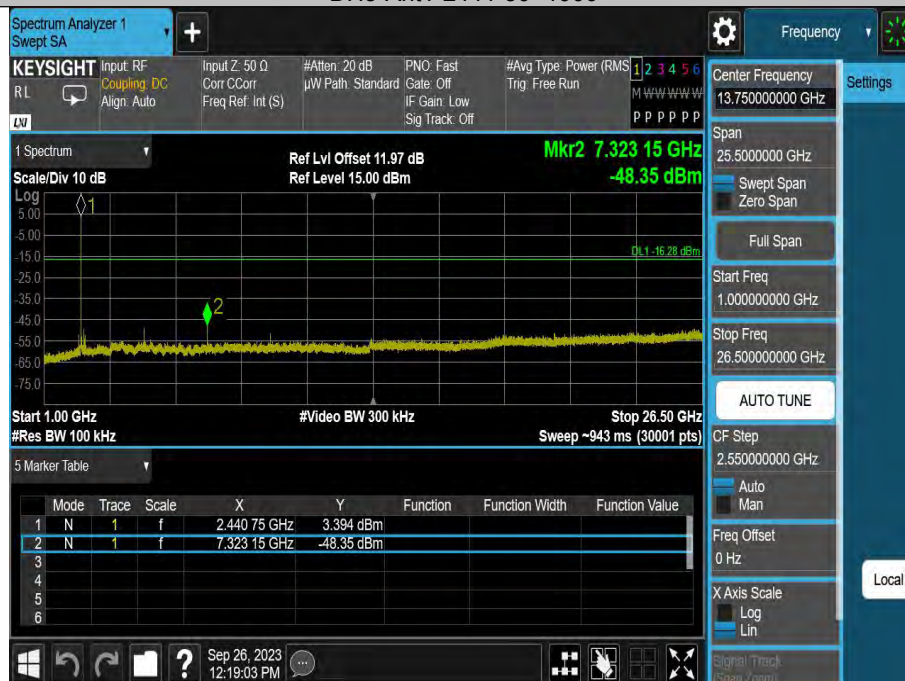 Spectrum Analyzer 1
Swept SA
Frequency
KEYSIGHT
RL
LXI
Input: RF
Coupling: DC
Align: Auto
Input Z: 50 Ω
Corr CCorr
Freq Ref: Int (S)
#Atten: 20 dB
µW Path: Standard
PNO: Fast
Gate: Off
IF Gain: Low
Sig Track: Off
#Avg Type: Power (RMS
Trig: Free Run
1 2 3 4 5 6
M W W W W W
P P P P P P
1 Spectrum
Scale/Div 10 dB
Ref Lvl Offset 11.97 dB
Ref Level 15.00 dBm
Mkr2 7.323 15 GHz
-48.35 dBm
Log
5.00
-5.00
-15.0
-25.0
-35.0
-45.0
-55.0
-65.0
-75.0
1
2
DL1 -16.28 dBm
Start 1.00 GHz
#Res BW 100 kHz
#Video BW 300 kHz
Stop 26.50 GHz
Sweep ~943 ms (30001 pts)
5 Marker Table
Mode Trace Scale X Y Function Function Width Function Value
1 N 1 f 2.440 75 GHz 3.394 dBm
2 N 1 f 7.323 15 GHz -48.35 dBm
3
4
5
6
Sep 26, 2023
12:19:03 PM
Center Frequency
13.750000000 GHz
Settings
Span
25.5000000 GHz
Swept Span
Zero Span
Full Span
Start Freq
1.000000000 GHz
Stop Freq
26.500000000 GHz
AUTO TUNE
CF Step
2.550000000 GHz
Auto
Man
Freq Offset
0 Hz
Local
X Axis Scale
Log
Lin
Signal Track
(Span Zoom)